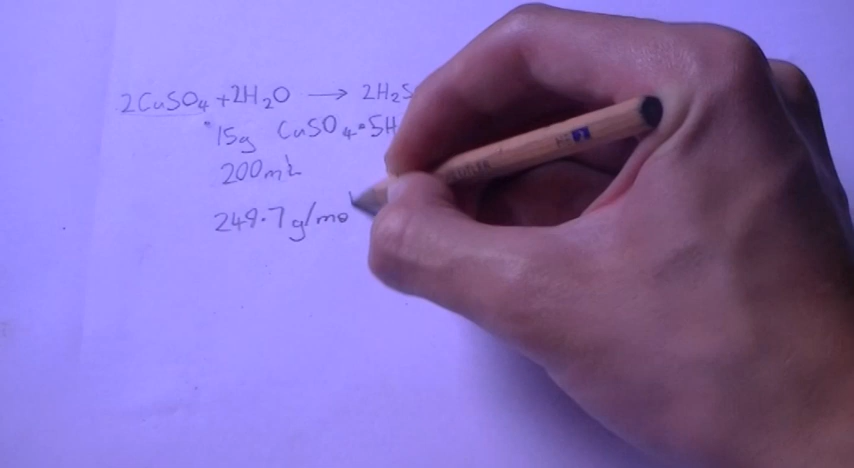 2CuSO₄+2H₂O → 2H₂S
15g CuSO₄•5H
200ml
249.7g/mo